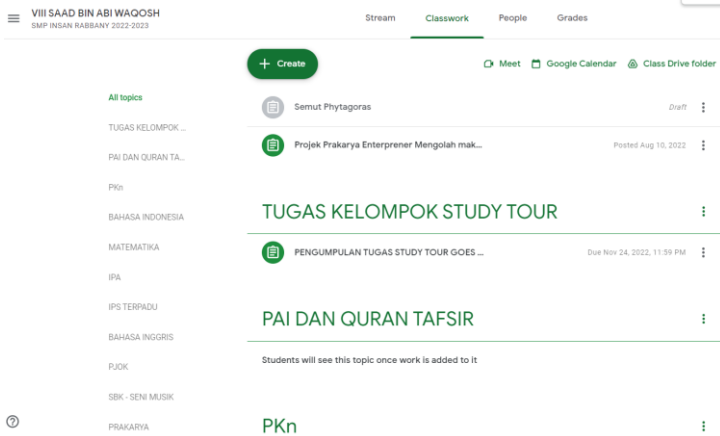 VIII SAAD BIN ABI WAQOSH
SMP INSAN RABBANY 2022-2023
Stream
Classwork
People
Grades
Create
Meet
Google Calendar
Class Drive folder
All topics
TUGAS KELOMPOK ...
PAI DAN QURAN TA...
PKn
BAHASA INDONESIA
MATEMATIKA
IPA
IPS TERPADU
BAHASA INGGRIS
PJOK
SBK - SENI MUSIK
PRAKARYA
Semut Phytagoras
Draft
Projek Prakarya Enterprener Mengolah mak...
Posted Aug 10, 2022
TUGAS KELOMPOK STUDY TOUR
PENGUMPULAN TUGAS STUDY TOUR GOES ...
Due Nov 24, 2022, 11:59 PM
PAI DAN QURAN TAFSIR
Students will see this topic once work is added to it
PKn